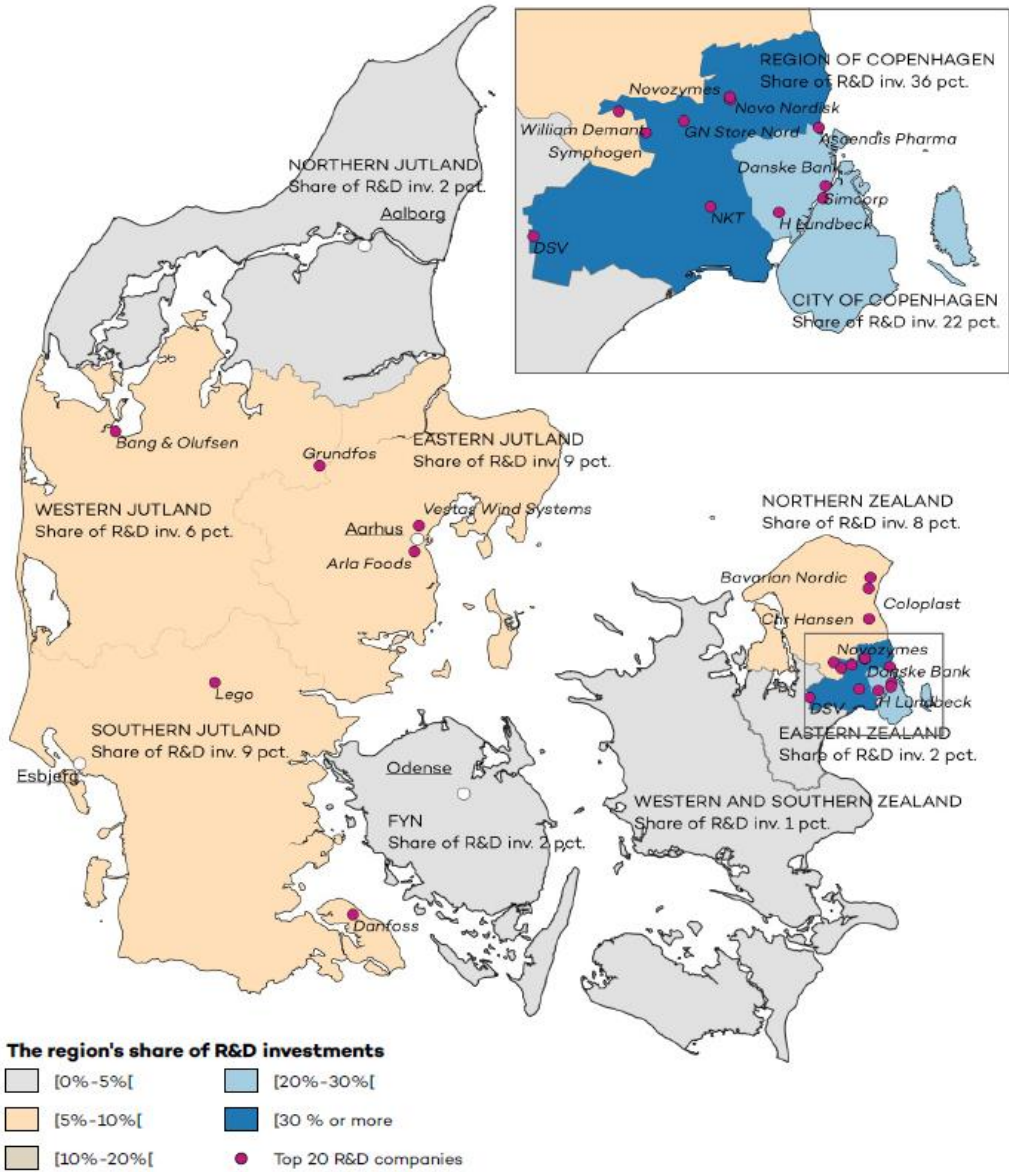 REGION OF COPENHAGEN
Share of R&D inv. 36 pct.
Novozymes
Novo Nordisk
William Demant
GN Store Nord
Ascendis Pharma
Symphogen
Danske Bank
Simcorp
NKT
H Lundbeck
DSV
CITY OF COPENHAGEN
Share of R&D inv. 22 pct.
NORTHERN JUTLAND
Share of R&D inv. 2 pct.
Aalborg
Bang & Olufsen
Grundfos
EASTERN JUTLAND
Share of R&D inv. 9 pct.
WESTERN JUTLAND
Share of R&D inv. 6 pct.
Vestas Wind Systems
Aarhus
Arla Foods
NORTHERN ZEALAND
Share of R&D inv. 8 pct.
Bavarian Nordic
Coloplast
Chr Hansen
Novozymes
Danske Bank
DSV
H Lundbeck
EASTERN ZEALAND
Share of R&D inv. 2 pct.
Lego
SOUTHERN JUTLAND
Share of R&D inv. 9 pct.
Esbjerg
Odense
FYN
Share of R&D inv. 2 pct.
WESTERN AND SOUTHERN ZEALAND
Share of R&D inv. 1 pct.
Danfoss
The region's share of R&D investments
[0%-5%[
[5%-10%[
[10%-20%[
[20%-30%[
[30 % or more
Top 20 R&D companies